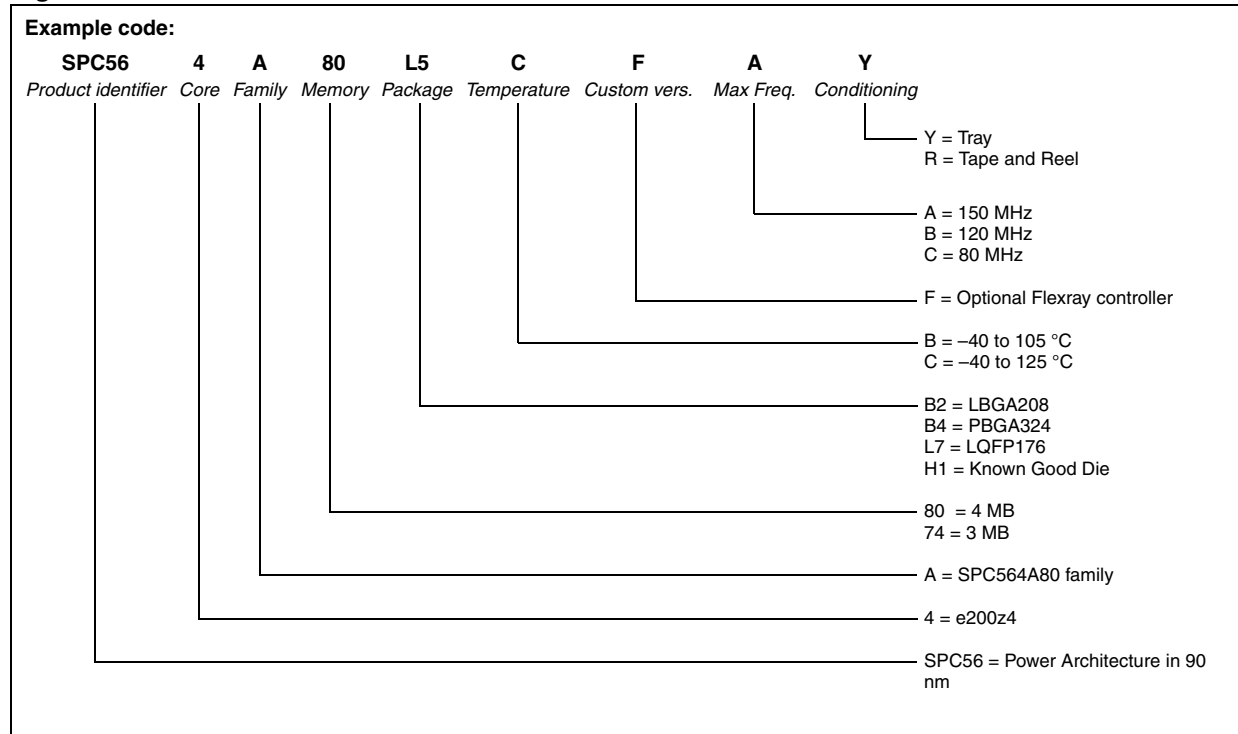 Example code:
SPC56 4 A 80 L5 C F A Y
Product identifier Core Family Memory Package Temperature Custom vers. Max Freq. Conditioning
Y = Tray
R = Tape and Reel
A = 150 MHz
B = 120 MHz
C = 80 MHz
F = Optional Flexray controller
B = –40 to 105 °C
C = –40 to 125 °C
B2 = LBGA208
B4 = PBGA324
L7 = LQFP176
H1 = Known Good Die
80 = 4 MB
74 = 3 MB
A = SPC564A80 family
4 = e200z4
SPC56 = Power Architecture in 90
nm